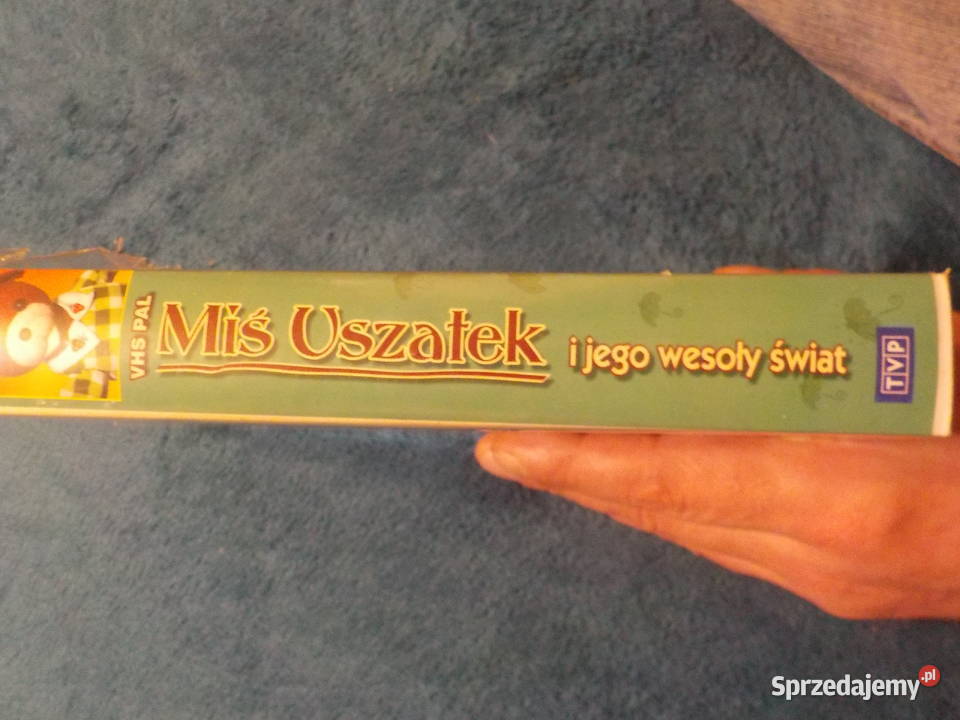 VHS PAL
Miś Uszatek
i jego wesoły świat
TVP
Sprzedajemy.pl